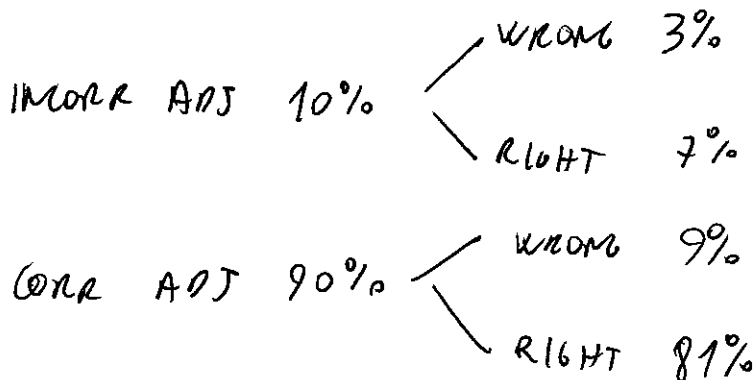 WRONG 3%
INCORR ADJ 10%
RIGHT 7%
WRONG 9%
CORR ADJ 90%
RIGHT 81%